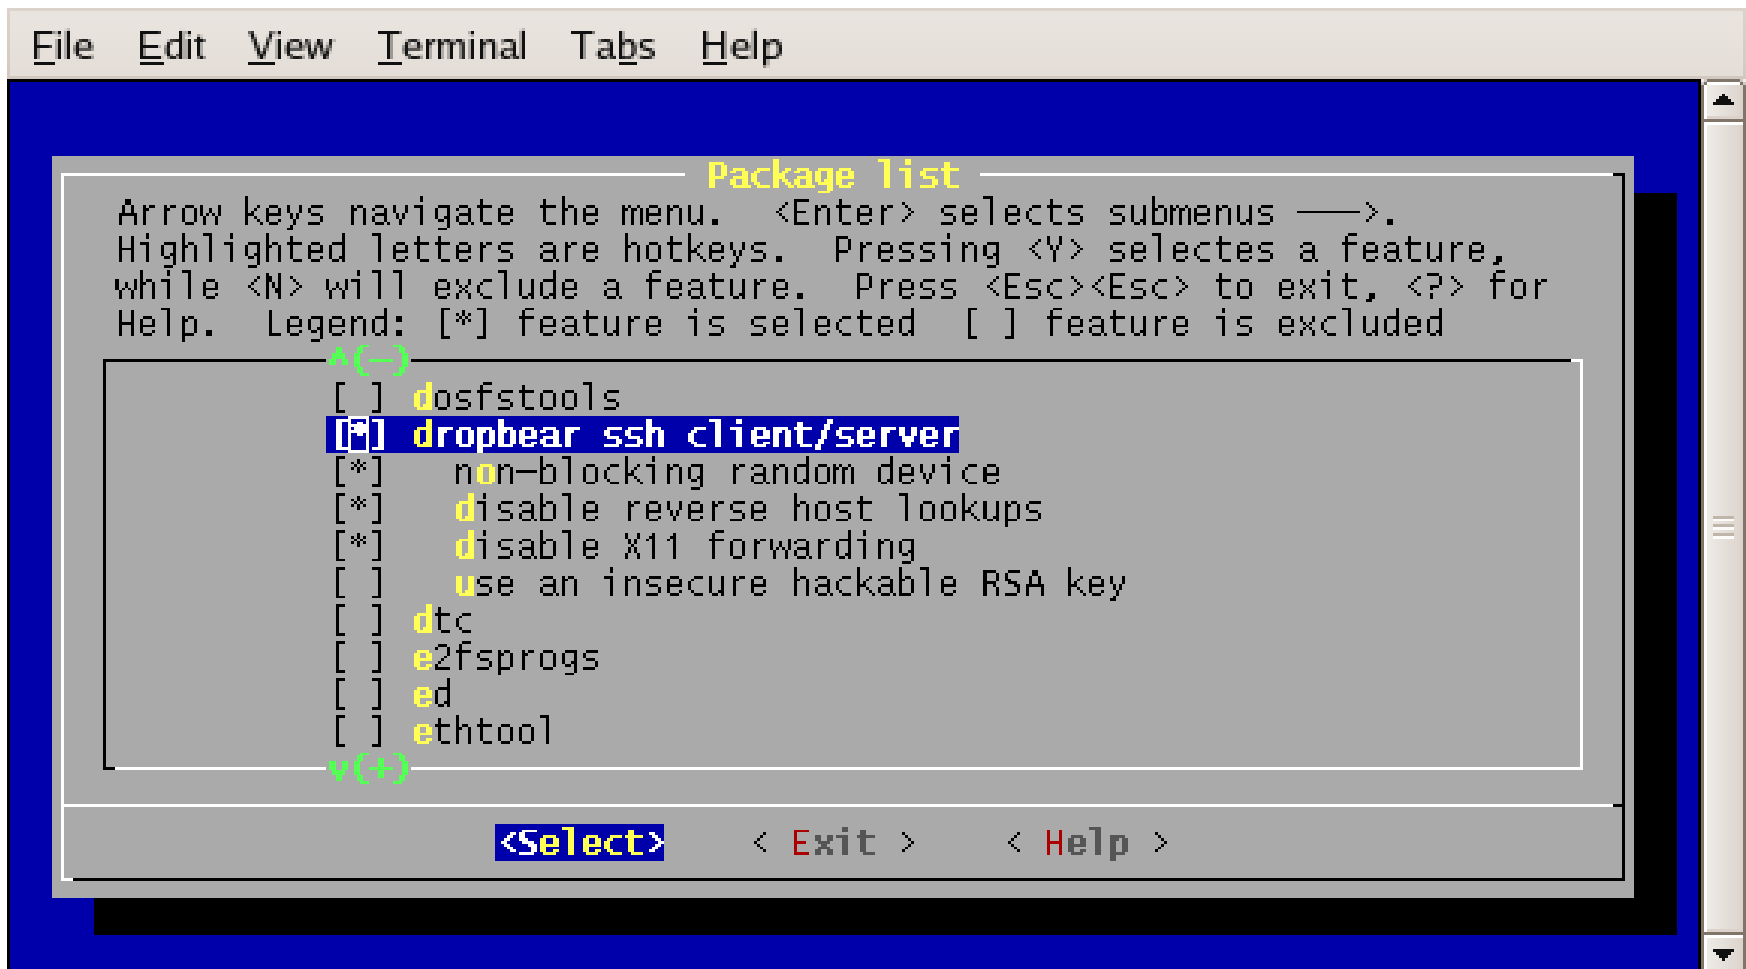 File Edit View Terminal Tabs Help
Package list
Arrow keys navigate the menu. <Enter> selects submenus --->.
Highlighted letters are hotkeys. Pressing <Y> selectes a feature,
while <N> will exclude a feature. Press <Esc><Esc> to exit, <?> for
Help. Legend: [*] feature is selected [ ] feature is excluded
^(-)
[ ] dosfstools
[*] dropbear ssh client/server
[*] non-blocking random device
[*] disable reverse host lookups
[*] disable X11 forwarding
[ ] use an insecure hackable RSA key
[ ] dtc
[ ] e2fsprogs
[ ] ed
[ ] ethtool
v(+)
<Select> < Exit > < Help >